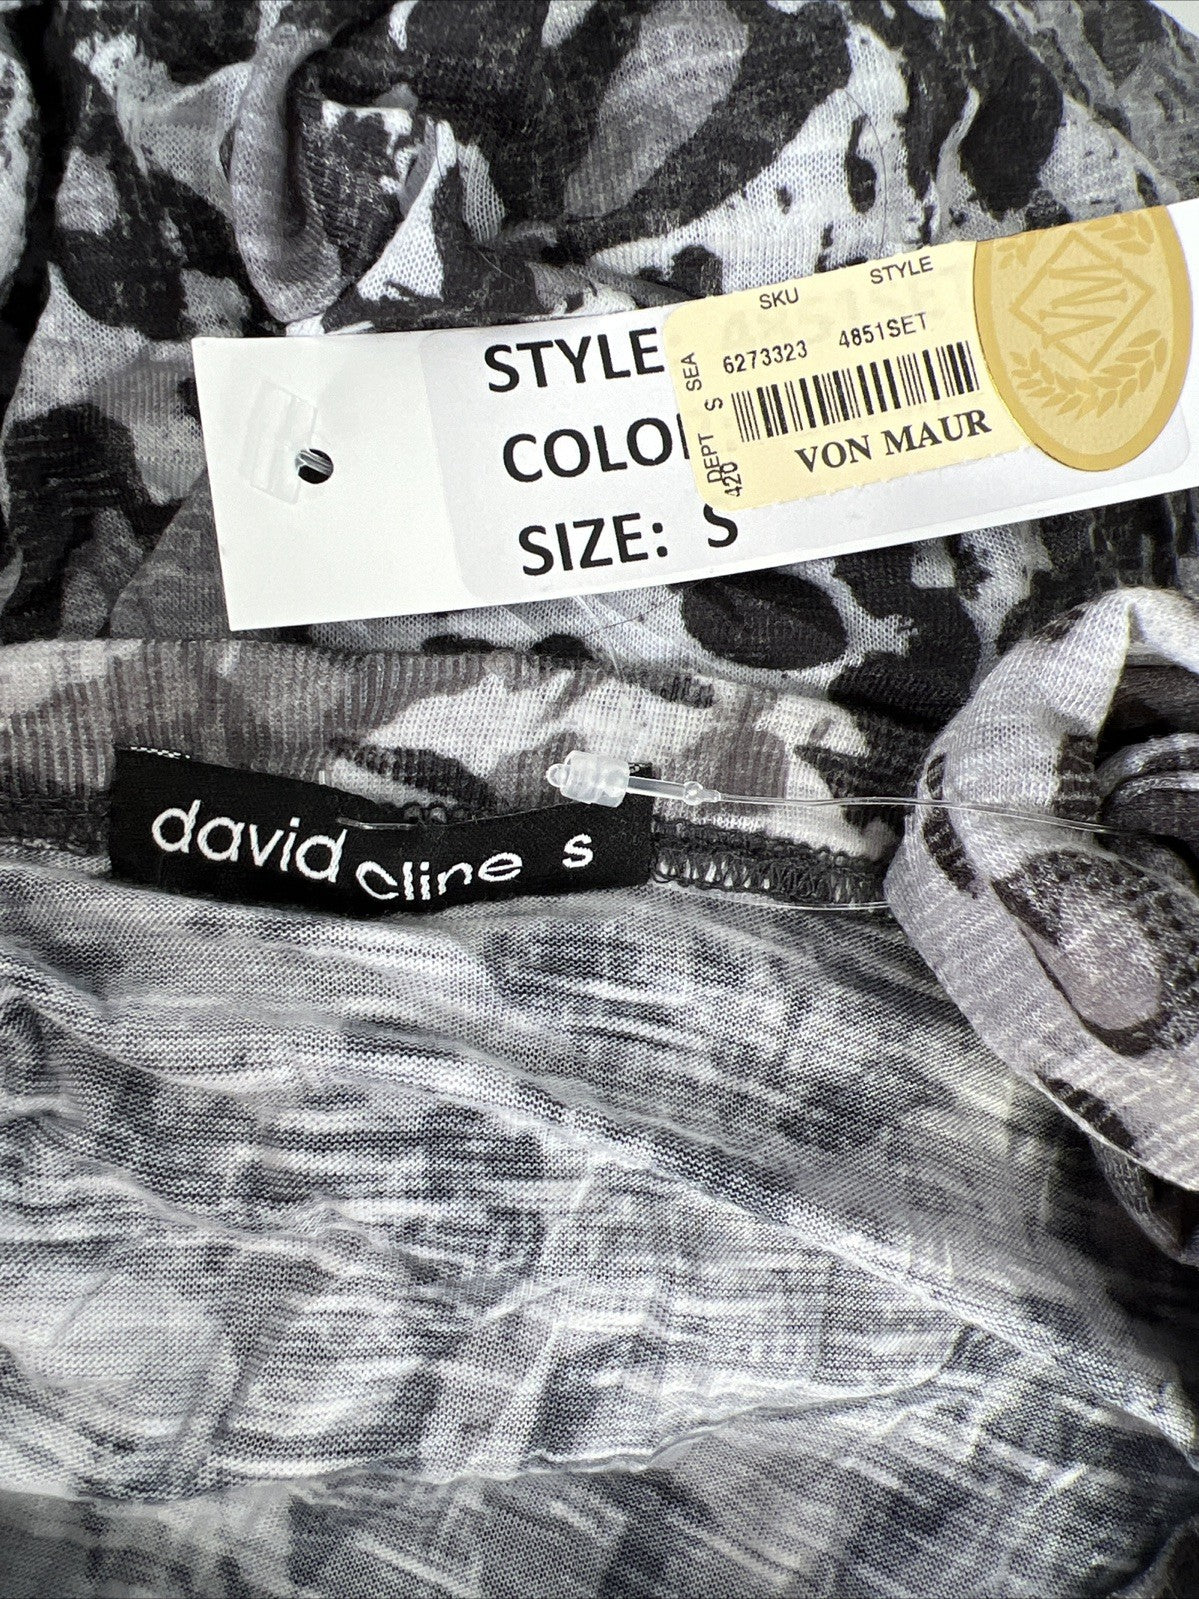 STYLE:
COLO
SIZE: S
SKU STYLE
6273323 4851SET
VON MAUR
DEPT S SEA
420
david cline S